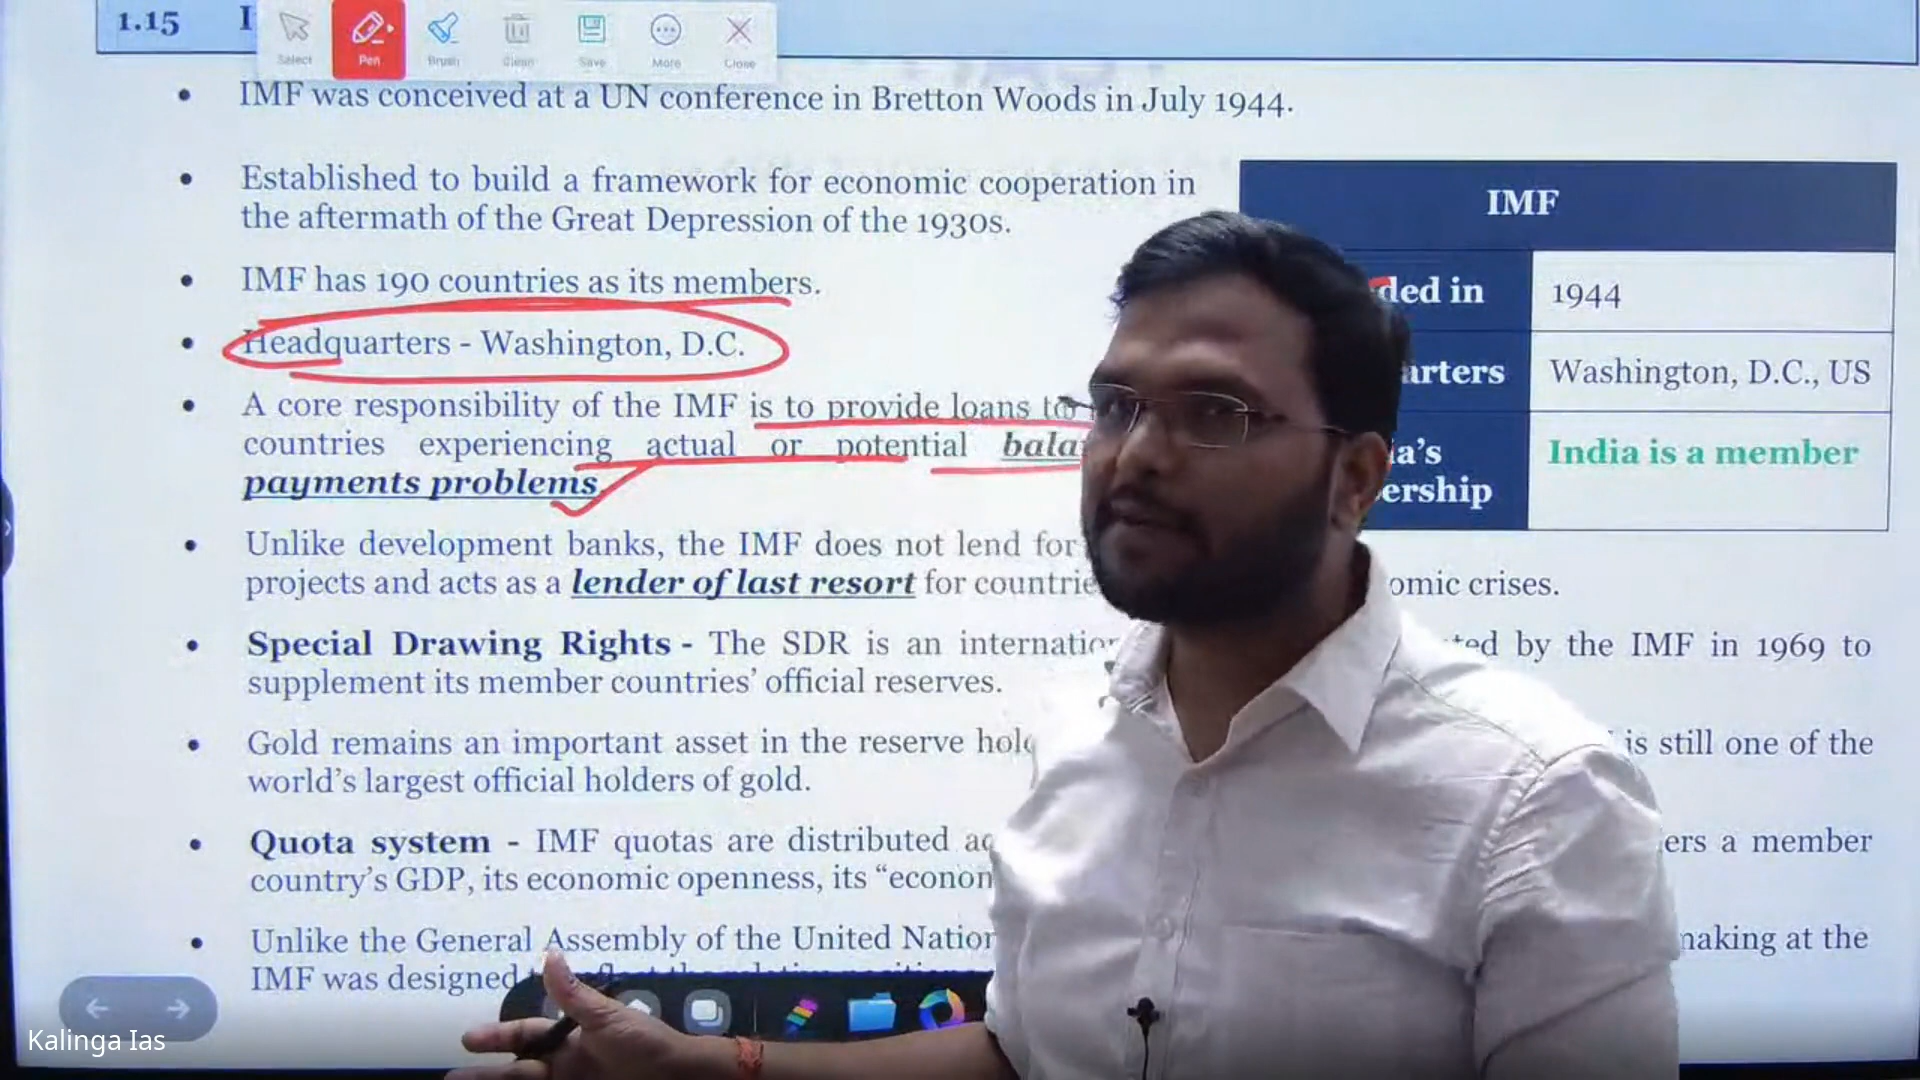 1.15 I
Select Pen Brush Clean Save More Close
IMF was conceived at a UN conference in Bretton Woods in July 1944.
Established to build a framework for economic cooperation in
the aftermath of the Great Depression of the 1930s.
IMF has 190 countries as its members.
Headquarters - Washington, D.C.
A core responsibility of the IMF is to provide loans to
countries experiencing actual or potential bala
payments problems
Unlike development banks, the IMF does not lend for
projects and acts as a lender of last resort for countrie omic crises.
Special Drawing Rights - The SDR is an internation ted by the IMF in 1969 to
supplement its member countries' official reserves.
Gold remains an important asset in the reserve hol is still one of the
world's largest official holders of gold.
Quota system - IMF quotas are distributed ac ers a member
country's GDP, its economic openness, its "econom
Unlike the General Assembly of the United Nation making at the
IMF was designed
IMF
ded in 1944
arters Washington, D.C., US
ia's India is a member
ership
Kalinga Ias